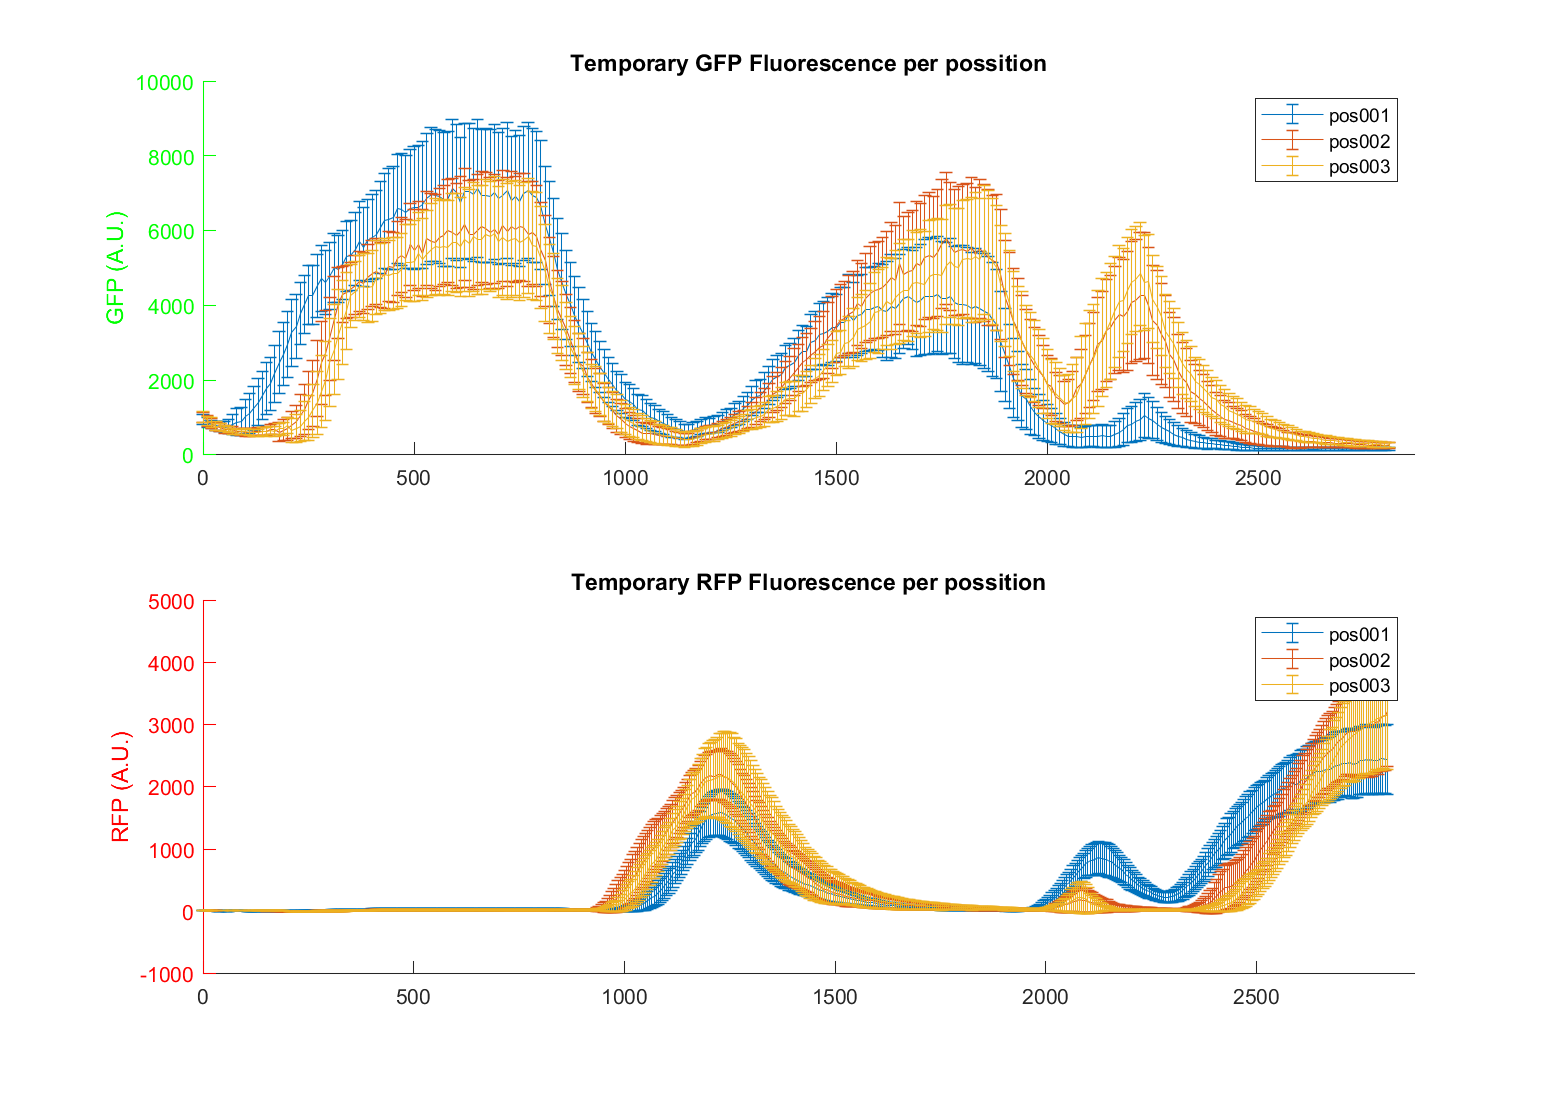 Temporary GFP Fluorescence per possition
10000
8000
6000
4000
2000
0
GFP (A.U.)
0 500 1000 1500 2000 2500
pos001
pos002
pos003
Temporary RFP Fluorescence per possition
5000
4000
3000
2000
1000
0
-1000
RFP (A.U.)
0 500 1000 1500 2000 2500
pos001
pos002
pos003